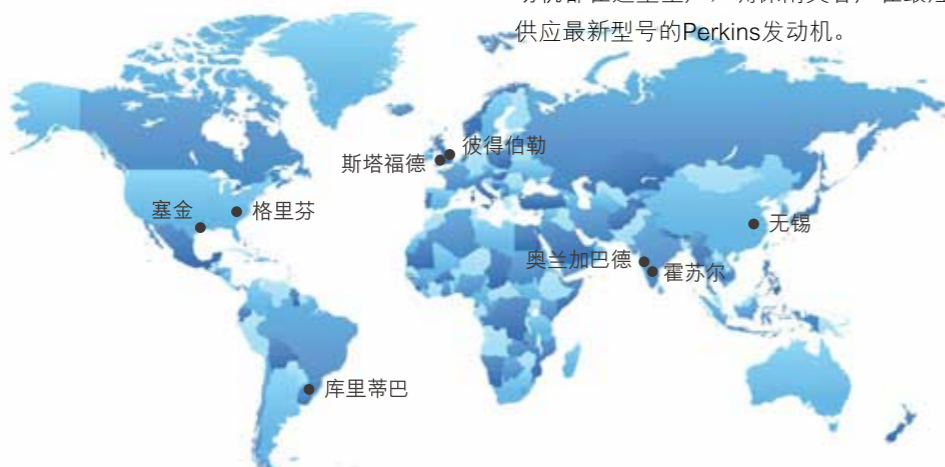 供应最新型号的Perkins发动机。
彼得伯勒
斯塔福德
塞金
格里芬
无锡
奥兰加巴德
霍苏尔
库里蒂巴